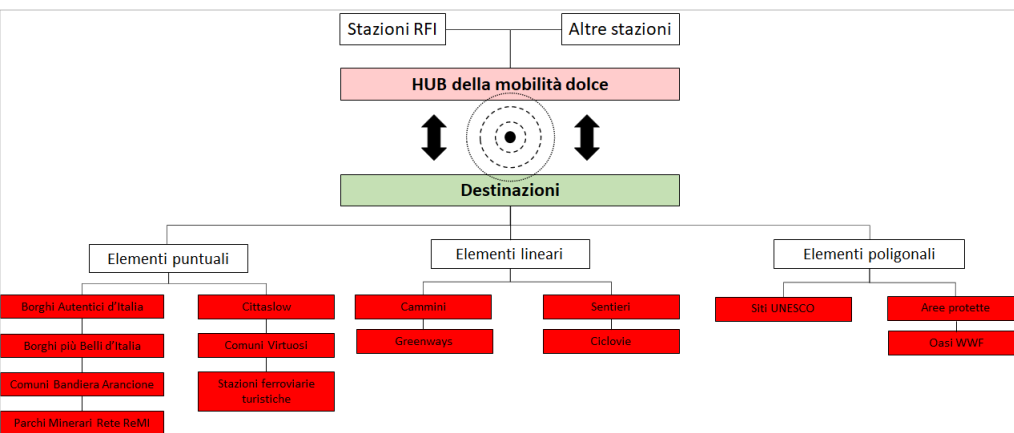 Stazioni RFI
Altre stazioni
HUB della mobilità dolce
Destinazioni
Elementi puntuali
Elementi lineari
Elementi poligonali
Borghi Autentici d'Italia
Borghi più Belli d'Italia
Comuni Bandiera Arancione
Parchi Minerari Rete ReMI
Cittaslow
Comuni Virtuosi
Stazioni ferroviarie
turistiche
Cammini
Greenways
Sentieri
Ciclovie
Siti UNESCO
Aree protette
Oasi WWF